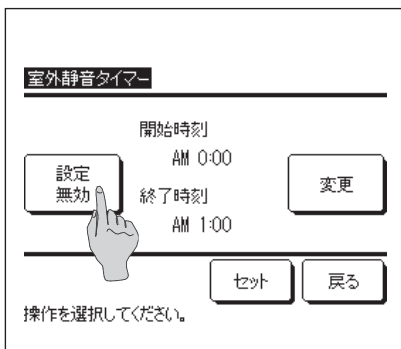 室外静音タイマー
開始時刻
AM 0:00
設定
無効
終了時刻
AM 1:00
変更
セット
戻る
操作を選択してください。